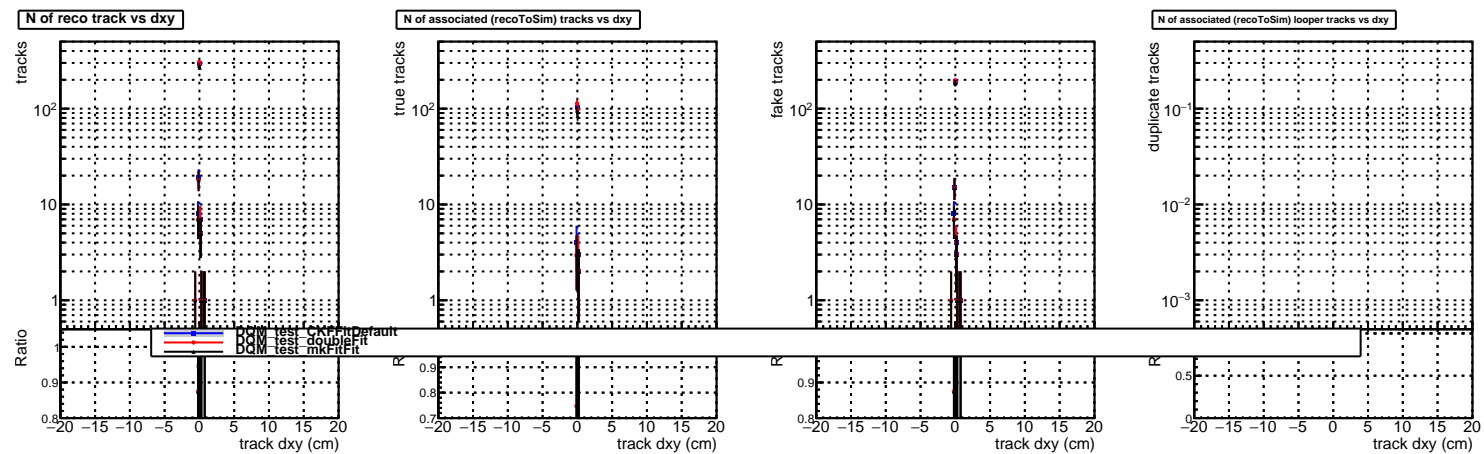 N of reco track vs dxy
N of associated (recoToSim) tracks vs dxy
N of associated (recoToSim) looper tracks vs dxy
tracks
10²
10
1
Ratio
1
0.9
0.8
−20 −15 −10 −5 0 5 10 15 20
track dxy (cm)
true tracks
10²
10
1
0.9
0.8
0.7
−20 −15 −10 −5 0 5 10 15 20
track dxy (cm)
fake tracks
10²
10
1
0.9
0.8
−20 −15 −10 −5 0 5 10 15 20
track dxy (cm)
duplicate tracks
10⁻¹
10⁻²
10⁻³
0.5
0
−20 −15 −10 −5 0 5 10 15 20
track dxy (cm)
DQM_test_CKFFitDefault
DQM_test_doubleFit
DQM_test_mkFitFit